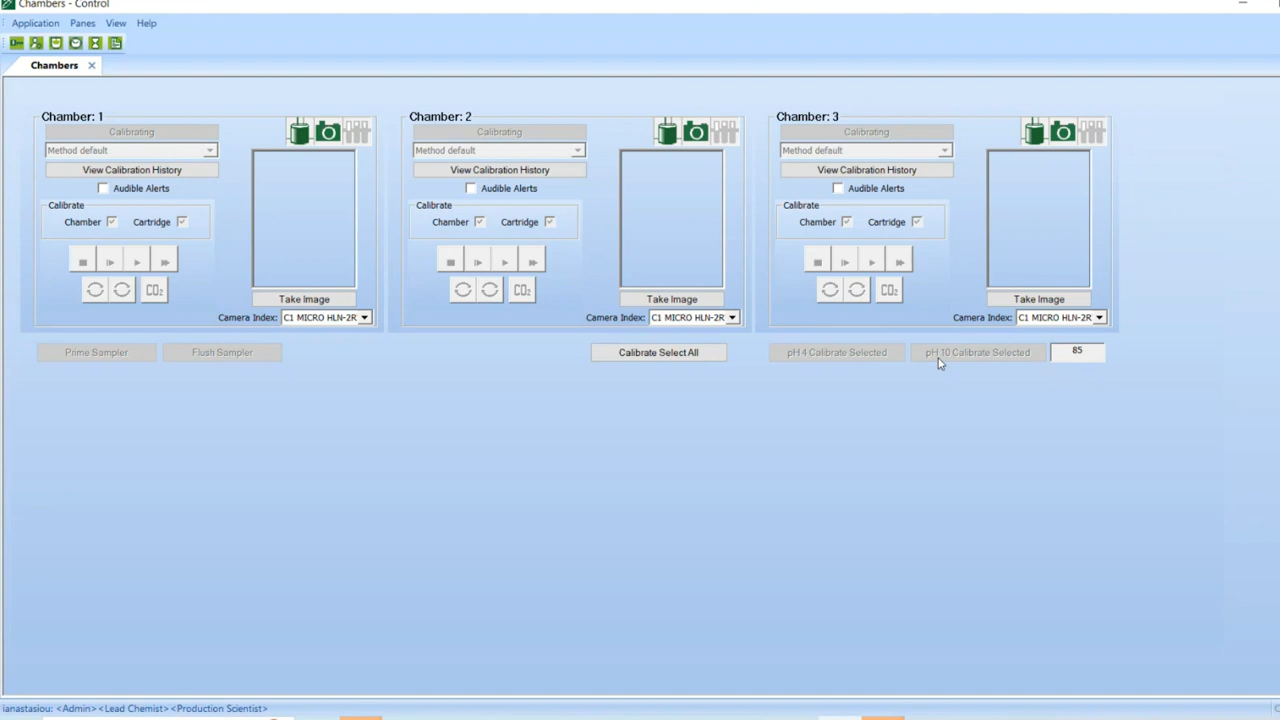 Chambers - Control
Application Panes View Help
Chambers
Chamber: 1
Calibrating
Method default
View Calibration History
Audible Alerts
Calibrate
Chamber Cartridge
CO₂
Take Image
Camera Index: C1 MICRO HLN-2R
Chamber: 2
Calibrating
Method default
View Calibration History
Audible Alerts
Calibrate
Chamber Cartridge
CO₂
Take Image
Camera Index: C1 MICRO HLN-2R
Chamber: 3
Calibrating
Method default
View Calibration History
Audible Alerts
Calibrate
Chamber Cartridge
CO₂
Take Image
Camera Index: C1 MICRO HLN-2R
Prime Sampler Flush Sampler Calibrate Select All pH 4 Calibrate Selected pH 10 Calibrate Selected 85
ianastasiou: <Admin> <Lead Chemist> <Production Scientist>